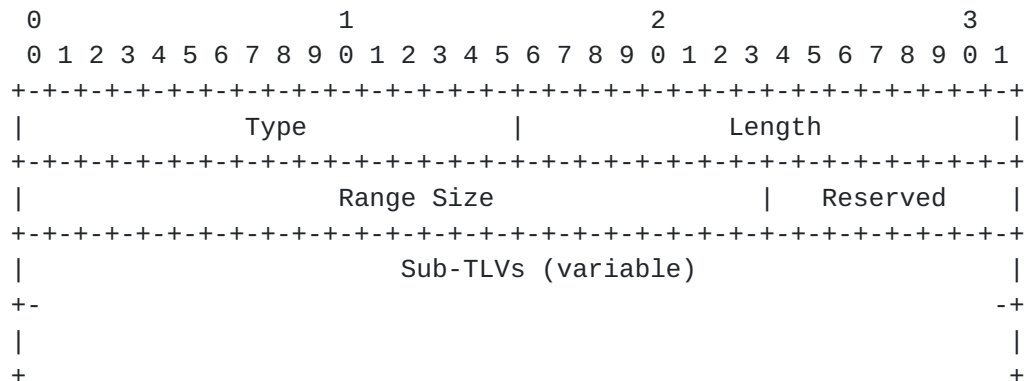 0                   1                   2                   3
 0 1 2 3 4 5 6 7 8 9 0 1 2 3 4 5 6 7 8 9 0 1 2 3 4 5 6 7 8 9 0 1
+-+-+-+-+-+-+-+-+-+-+-+-+-+-+-+-+-+-+-+-+-+-+-+-+-+-+-+-+-+-+-+-+
|              Type             |             Length            |
+-+-+-+-+-+-+-+-+-+-+-+-+-+-+-+-+-+-+-+-+-+-+-+-+-+-+-+-+-+-+-+-+
|                    Range Size                 |   Reserved    |
+-+-+-+-+-+-+-+-+-+-+-+-+-+-+-+-+-+-+-+-+-+-+-+-+-+-+-+-+-+-+-+-+
|                        Sub-TLVs (variable)                    |
+-                                                             -+
|                                                               |
+                                                               +